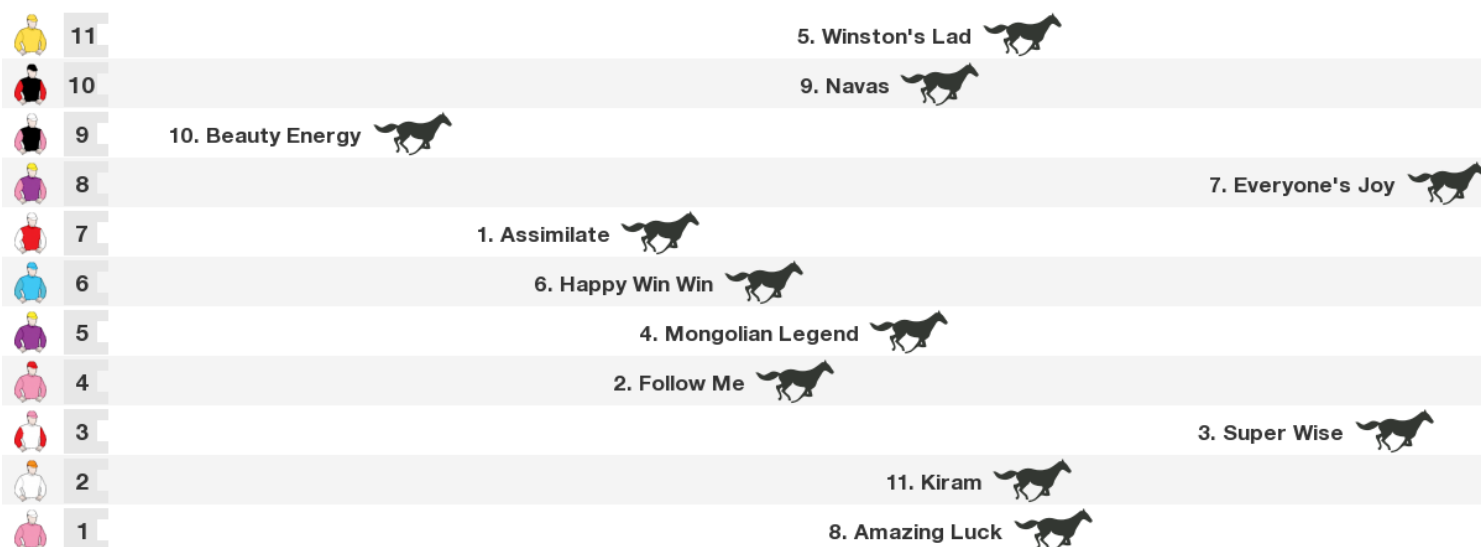 11 5. Winston's Lad
10 9. Navas
9 10. Beauty Energy
8 7. Everyone's Joy
7 1. Assimilate
6 6. Happy Win Win
5 4. Mongolian Legend
4 2. Follow Me
3 3. Super Wise
2 11. Kiram
1 8. Amazing Luck